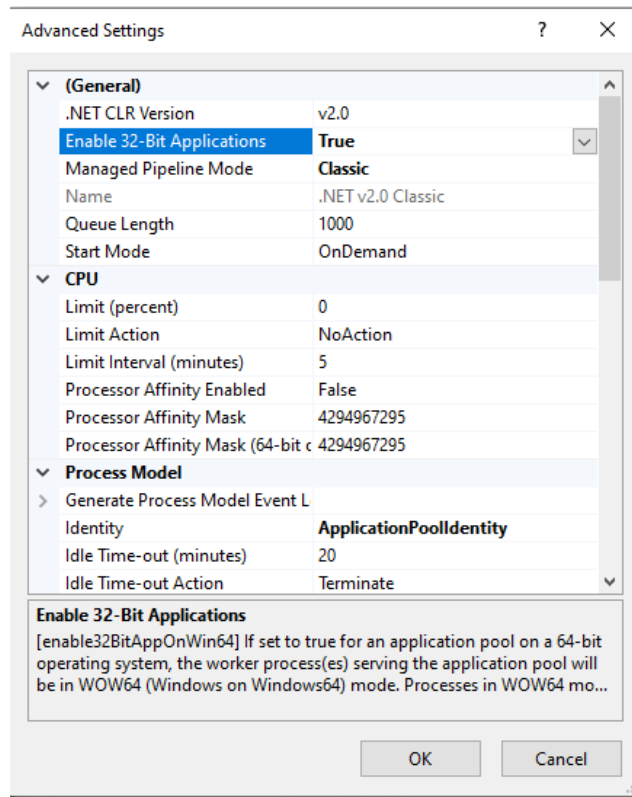 Advanced Settings
(General)
.NET CLR Version v2.0
Enable 32-Bit Applications True
Managed Pipeline Mode Classic
Name .NET v2.0 Classic
Queue Length 1000
Start Mode OnDemand
CPU
Limit (percent) 0
Limit Action NoAction
Limit Interval (minutes) 5
Processor Affinity Enabled False
Processor Affinity Mask 4294967295
Processor Affinity Mask (64-bit c 4294967295
Process Model
Generate Process Model Event L
Identity ApplicationPoolIdentity
Idle Time-out (minutes) 20
Idle Time-out Action Terminate
Enable 32-Bit Applications
[enable32BitAppOnWin64] If set to true for an application pool on a 64-bit
operating system, the worker process(es) serving the application pool will
be in WOW64 (Windows on Windows64) mode. Processes in WOW64 mo...
OK Cancel